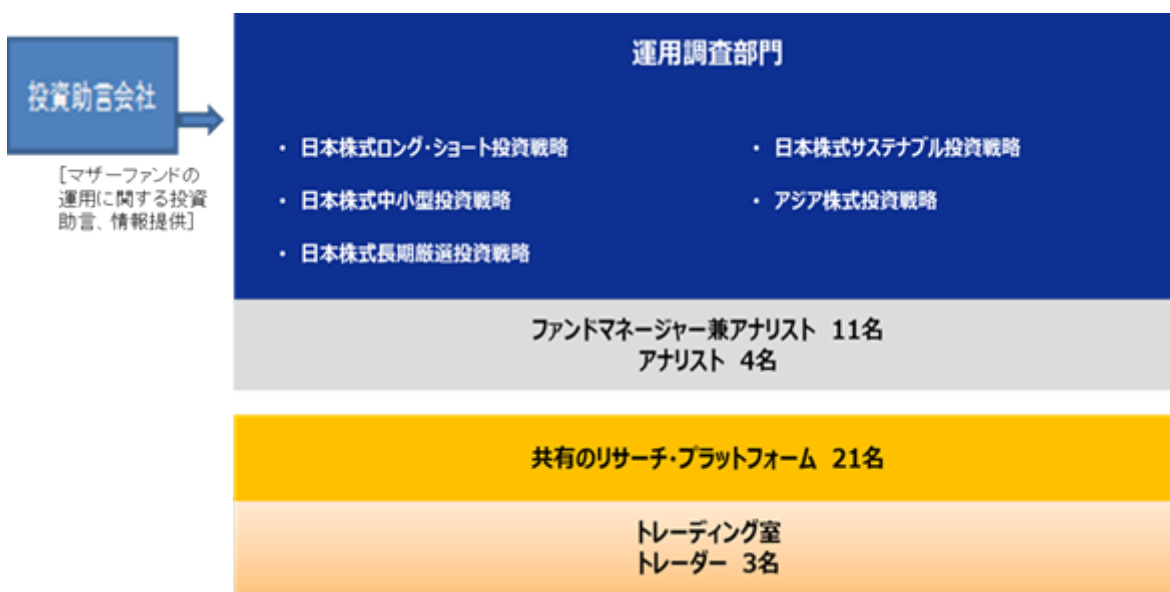 投資助言会社
[マザーファンドの
運用に関する投資
助言、情報提供]
運用調査部門
・ 日本株式ロング・ショート投資戦略
・ 日本株式サステナブル投資戦略
・ 日本株式中小型投資戦略
・ アジア株式投資戦略
・ 日本株式長期厳選投資戦略
ファンドマネージャー兼アナリスト 11名
アナリスト 4名
共有のリサーチ・プラットフォーム 21名
トレーディング室
トレーダー 3名